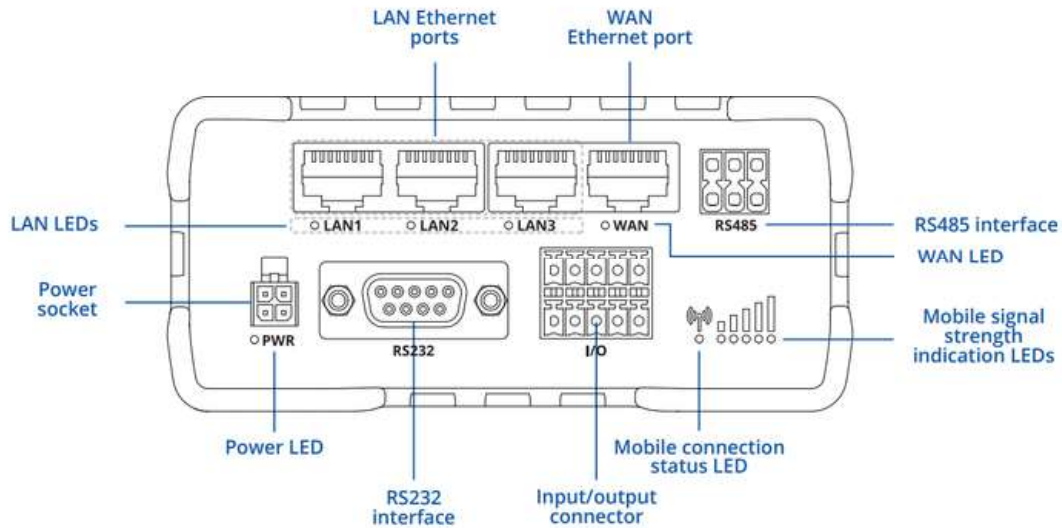 LAN Ethernet
ports
WAN
Ethernet port
LAN LEDs
LAN1
LAN2
LAN3
WAN
RS485
RS485 interface
WAN LED
Power
socket
PWR
RS232
I/O
Mobile signal
strength
indication LEDs
Power LED
Mobile connection
status LED
RS232
interface
Input/output
connector